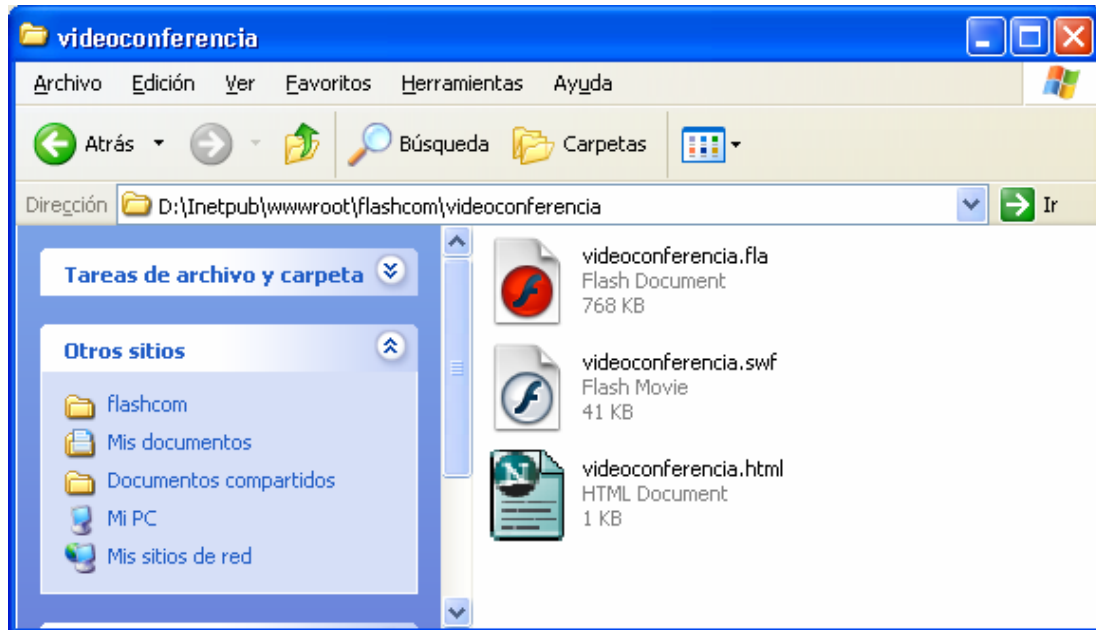 videoconferencia
Archivo Edición Ver Favoritos Herramientas Ayuda
Atrás Búsqueda Carpetas
Dirección D:\Inetpub\wwwroot\flashcom\videoconferencia Ir
Tareas de archivo y carpeta
Otros sitios
flashcom
Mis documentos
Documentos compartidos
Mi PC
Mis sitios de red
videoconferencia.fla
Flash Document
768 KB
videoconferencia.swf
Flash Movie
41 KB
videoconferencia.html
HTML Document
1 KB